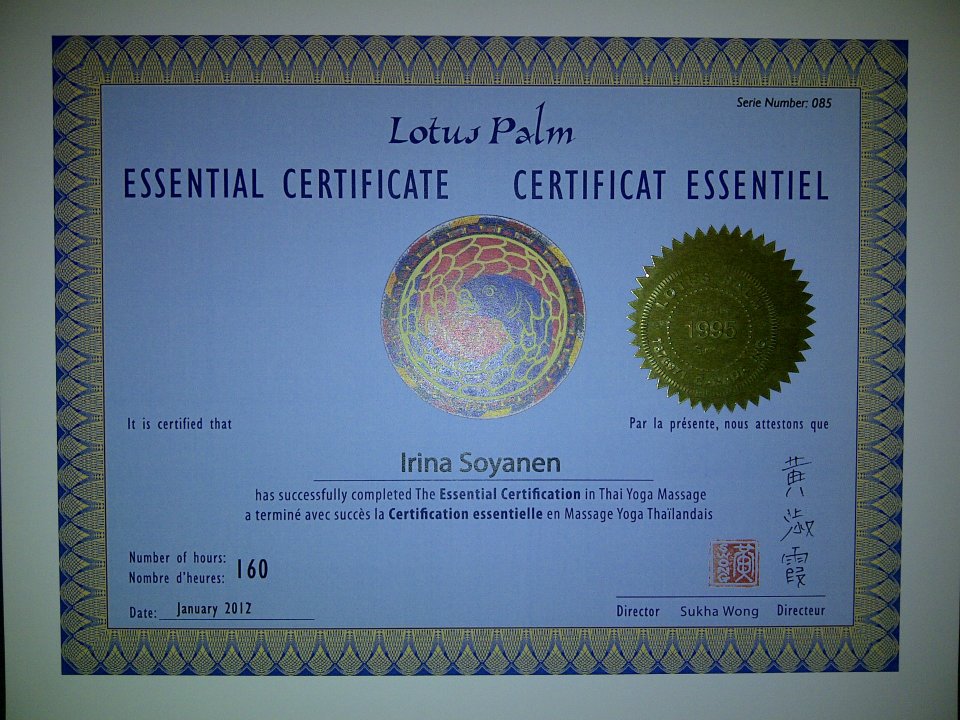 Serie Number: 085
Lotus Palm
ESSENTIAL CERTIFICATE CERTIFICAT ESSENTIEL
1995
It is certified that
Par la présente, nous attestons que
Irina Soyanen
has successfully completed The Essential Certification in Thai Yoga Massage
a terminé avec succès la Certification essentielle en Massage Yoga Thaïlandais
黃淑霞
Number of hours:
Nombre d'heures: 160
黃
WONG
Date: January 2012
Director Sukha Wong Directeur